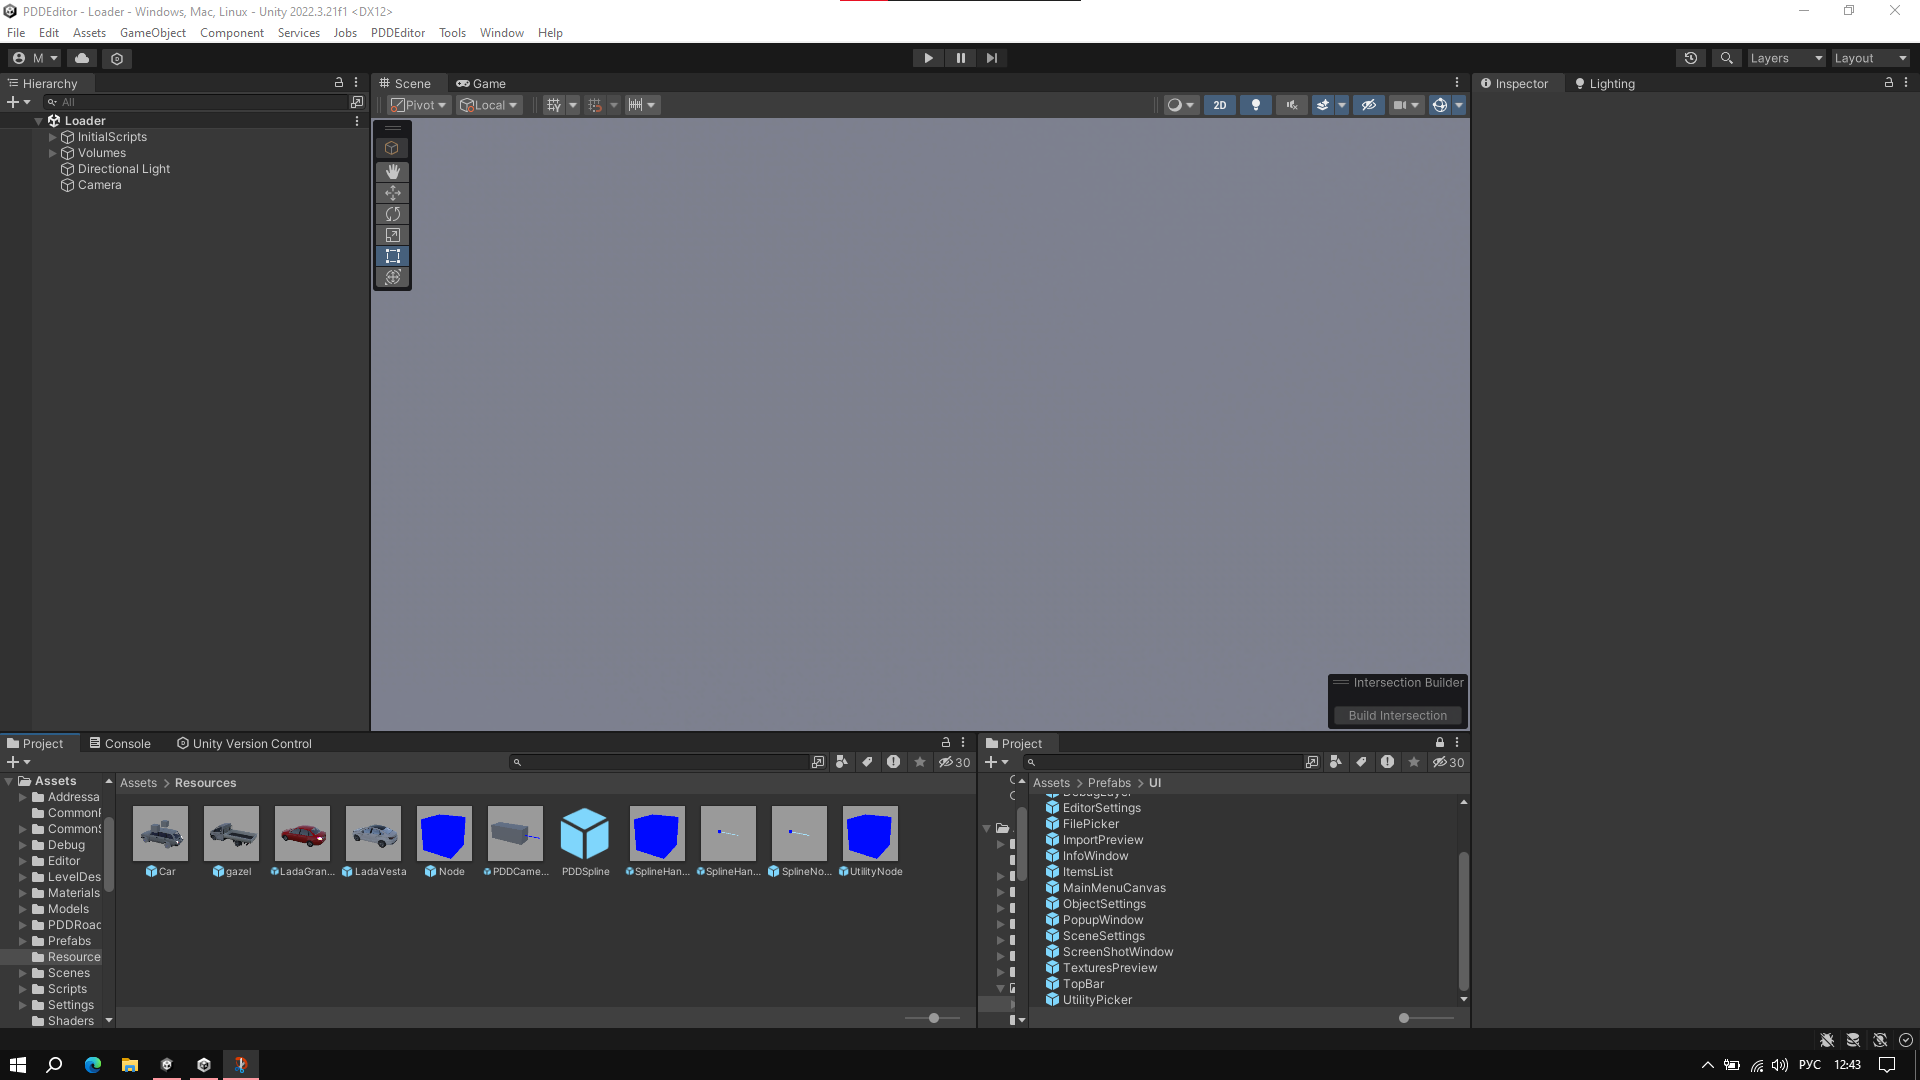 PDDEditor - Loader - Windows, Mac, Linux - Unity 2022.3.21f1 <DX12>
File Edit Assets GameObject Component Services Jobs PDDEditor Tools Window Help
M
Layers
Layout
Hierarchy
All
Loader
InitialScripts
Volumes
Directional Light
Camera
Scene
Game
Pivot
Local
2D
Intersection Builder
Build Intersection
Inspector
Lighting
Project
Console
Unity Version Control
30
Assets
Addressa
CommonS
Debug
Editor
LevelDes
Materials
Models
PDDRoad
Prefabs
Resource
Scenes
Scripts
Settings
Shaders
Assets > Resources
Car
gazel
LadaGran...
LadaVesta
Node
PDDCame...
PDDSpline
SplineHan...
SplineHan...
SplineNo...
UtilityNode
Project
30
Assets > Prefabs > UI
EditorSettings
FilePicker
ImportPreview
InfoWindow
ItemsList
MainMenuCanvas
ObjectSettings
PopupWindow
SceneSettings
ScreenShotWindow
TexturesPreview
TopBar
UtilityPicker
РУС
12:43